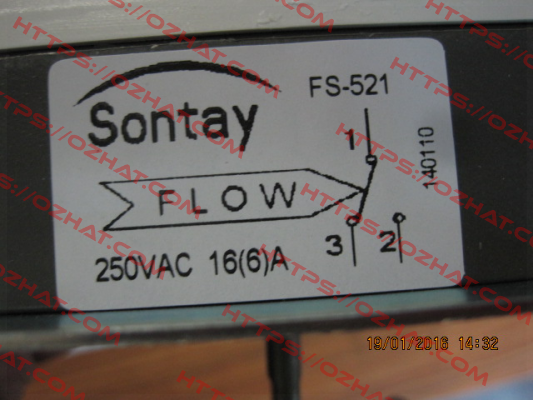 Sontay
FS-521
1
140110
FLOW
3
2
250VAC 16(6)A
19/01/2016 14:32
HTTPS://OZHAT.COM